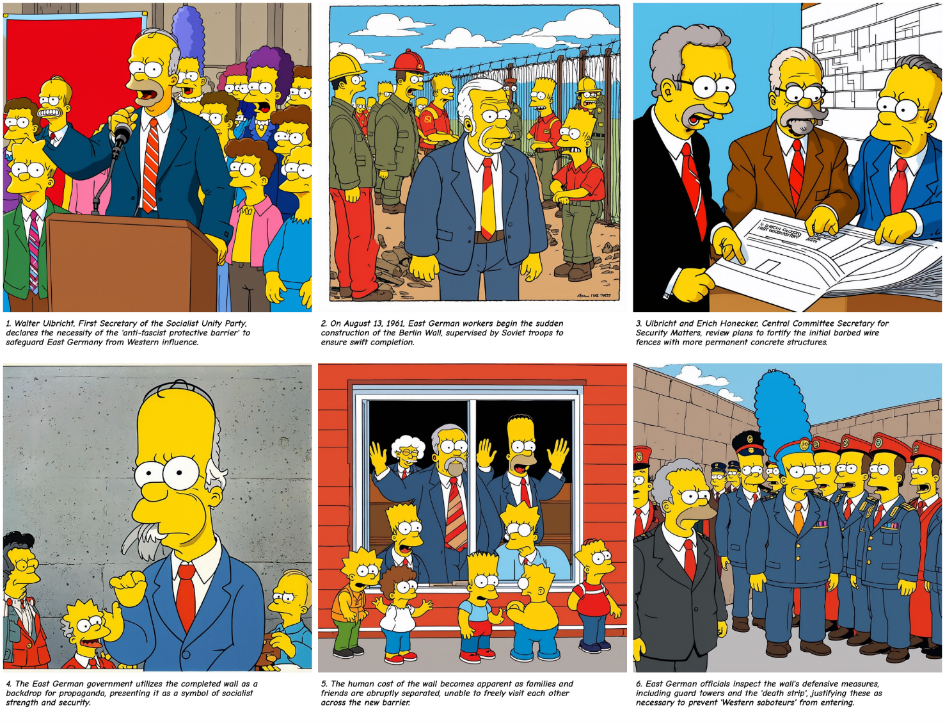 1. Walter Ulbricht, First Secretary of the Socialist Unity Party,
declares the necessity of the 'anti-fascist protective barrier' to
safeguard East Germany from Western influence.
2. On August 13, 1961, East German workers begin the sudden
construction of the Berlin Wall, supervised by Soviet troops to
ensure swift completion.
3. Ulbricht and Erich Honecker, Central Committee Secretary for
Security Matters, review plans to fortify the initial barbed wire
fences with more permanent concrete structures.
4. The East German government utilizes the completed wall as a
backdrop for propaganda, presenting it as a symbol of socialist
strength and security.
5. The human cost of the wall becomes apparent as families and
friends are abruptly separated, unable to freely visit each other
across the new barrier.
6. East German officials inspect the wall's defensive measures,
including guard towers and the 'death strip', justifying these as
necessary to prevent 'Western saboteurs' from entering.